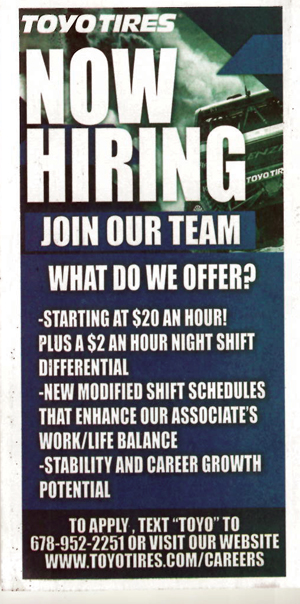 TOYO TIRES
NOW
HIRING
TOYO TIR
JOIN OUR TEAM
WHAT DO WE OFFER?
-STARTING AT $20 AN HOUR!
PLUS A $2 AN HOUR NIGHT SHIFT
DIFFERENTIAL
-NEW MODIFIED SHIFT SCHEDULES
THAT ENHANCE OUR ASSOCIATE'S
WORK/LIFE BALANCE
-STABILITY AND CAREER GROWTH
POTENTIAL
TO APPLY , TEXT "TOYO" TO
678-952-2251 OR VISIT OUR WEBSITE
WWW.TOYOTIRES.COM/CAREERS